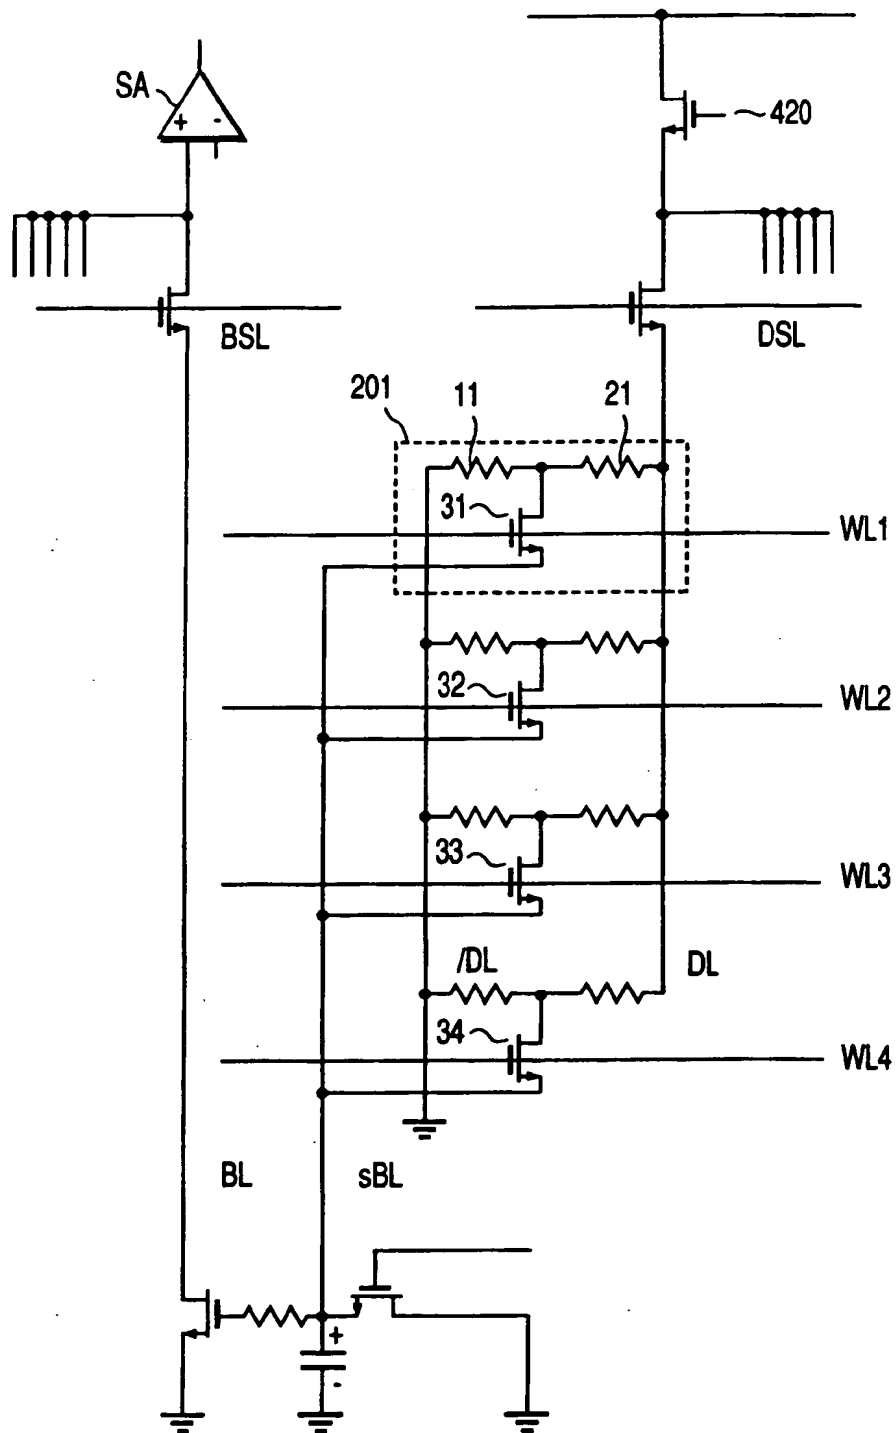 SA
+ -
420
BSL
DSL
201
11
21
31
WL1
32
WL2
33
WL3
/DL
DL
34
WL4
BL
sBL
+
-